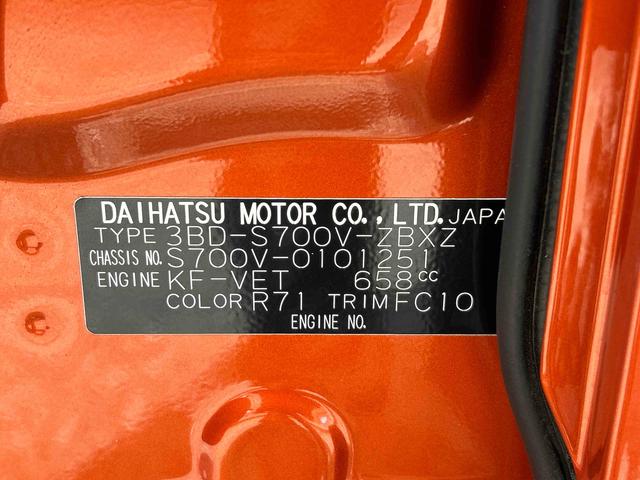 DAIHATSU MOTOR CO.,LTD. JAPA
TYPE 3BD-S700V-ZBXZ
CHASSIS NO. S700V-0101251
ENGINE KF-VET 658cc
COLOR R71 TRIM FC10
ENGINE NO.